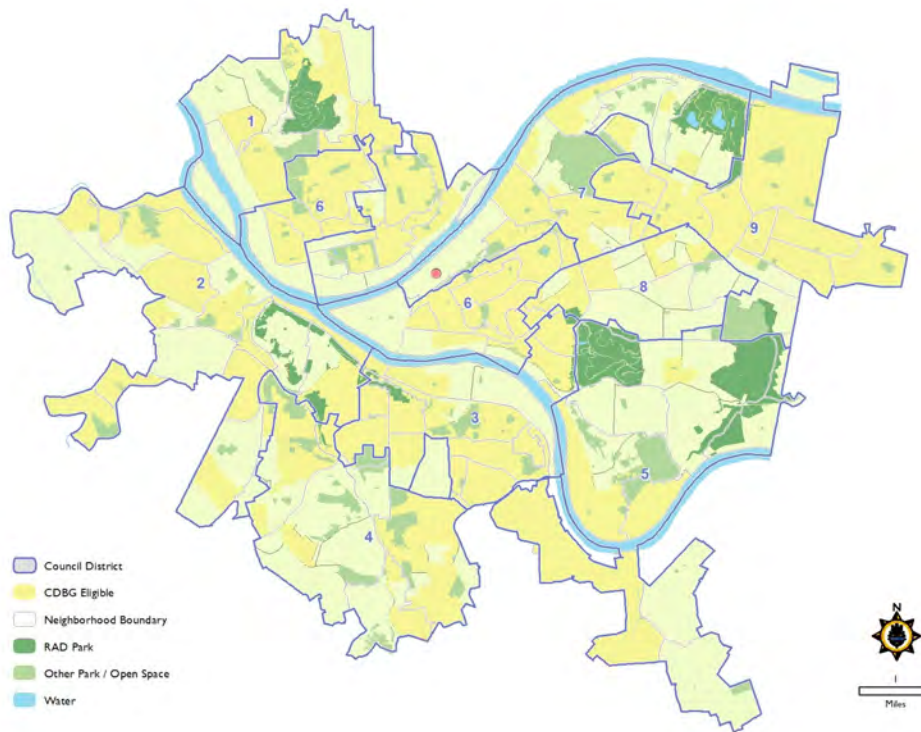 1
6
7
9
2
6
8
3
5
4
Council District
CDBG Eligible
Neighborhood Boundary
RAD Park
Other Park / Open Space
Water
N
1
Miles